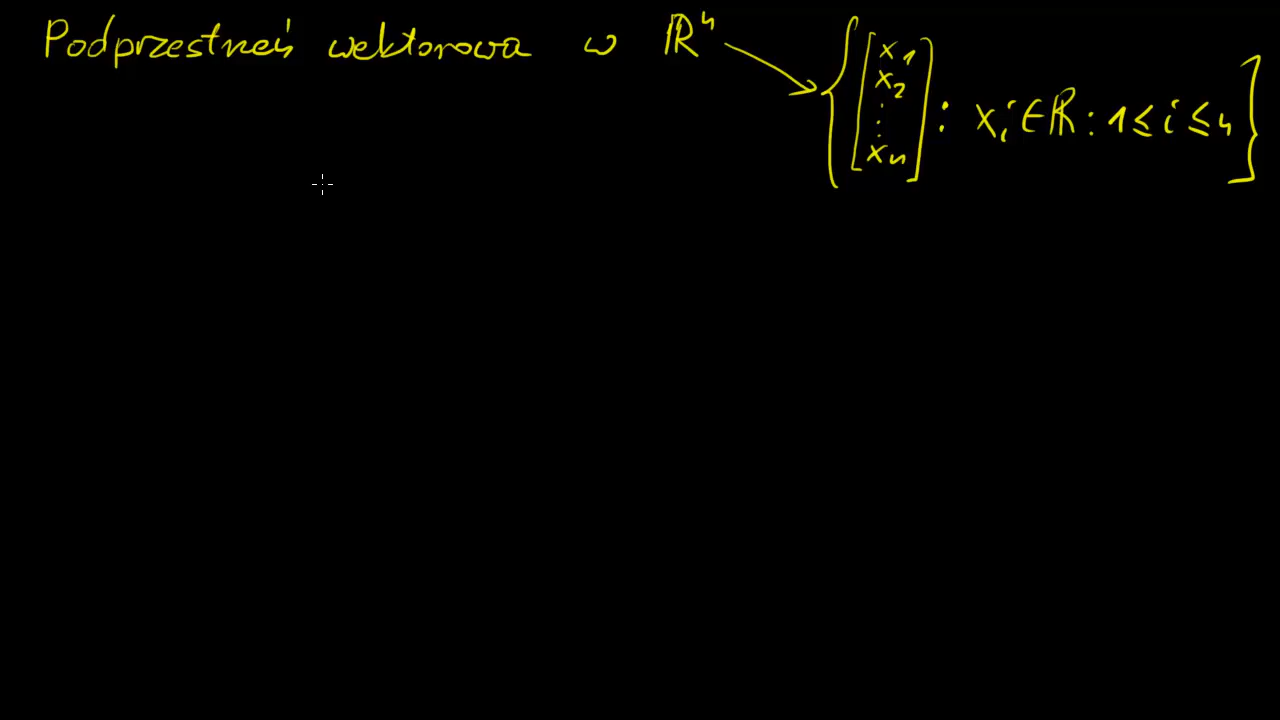 Podprzestrzeń wektorowa w ℝⁿ → { [ x₁ x₂ ⋮ xₙ ] : xᵢ ∈ ℝ : 1 ≤ i ≤ n }